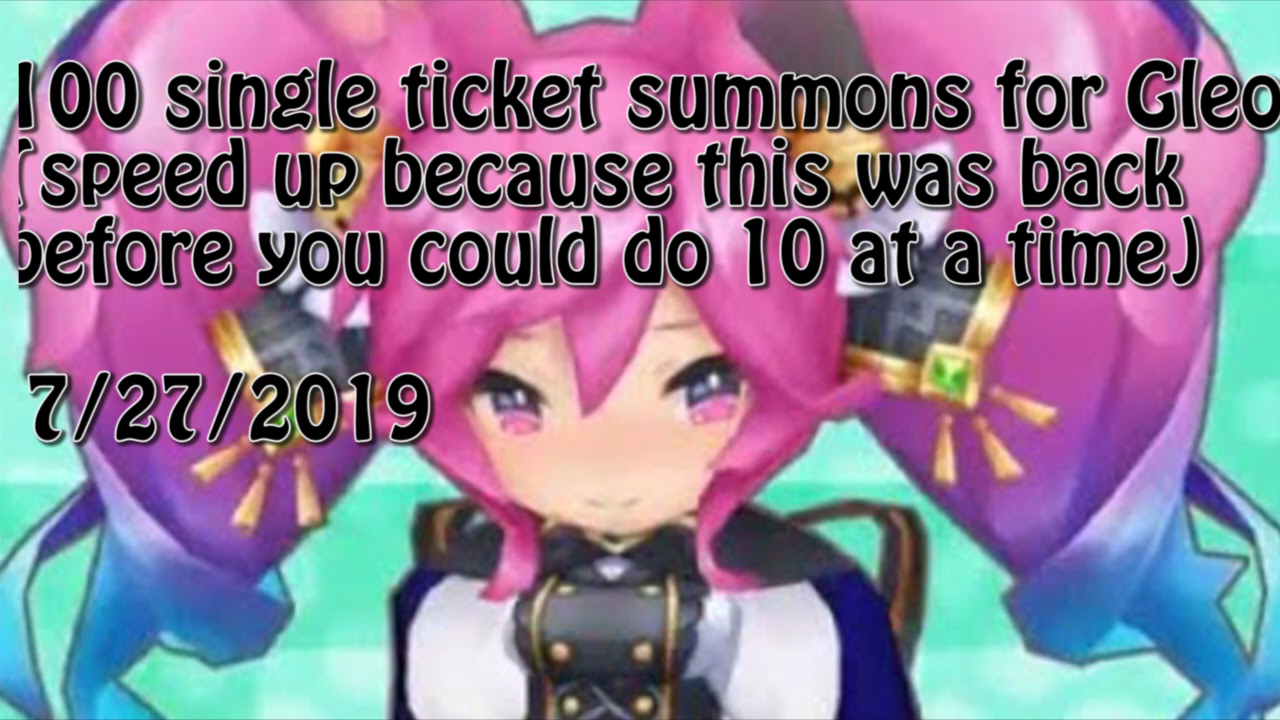 100 single ticket summons for Gleo
(speed up because this was back
before you could do 10 at a time)
7/27/2019